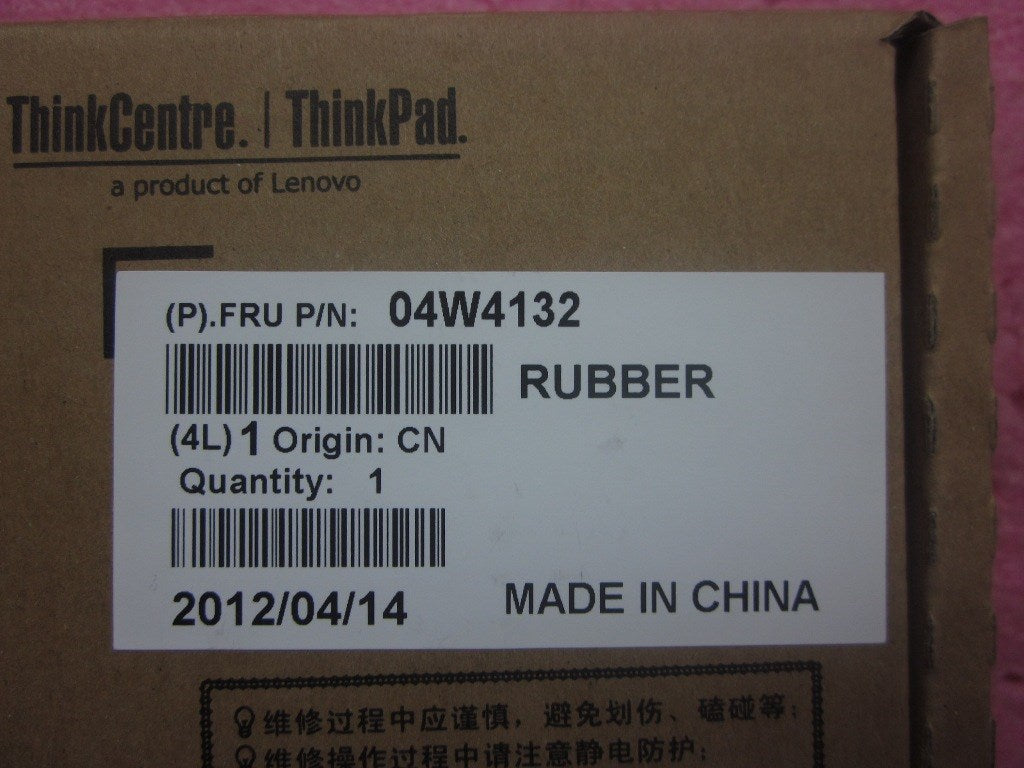 ThinkCentre. | ThinkPad.
a product of Lenovo
(P).FRU P/N: 04W4132
RUBBER
(4L) 1 Origin: CN
Quantity: 1
2012/04/14
MADE IN CHINA
维修过程中应谨慎，避免划伤、磕碰等；
维修操作过程中请注意静电防护；